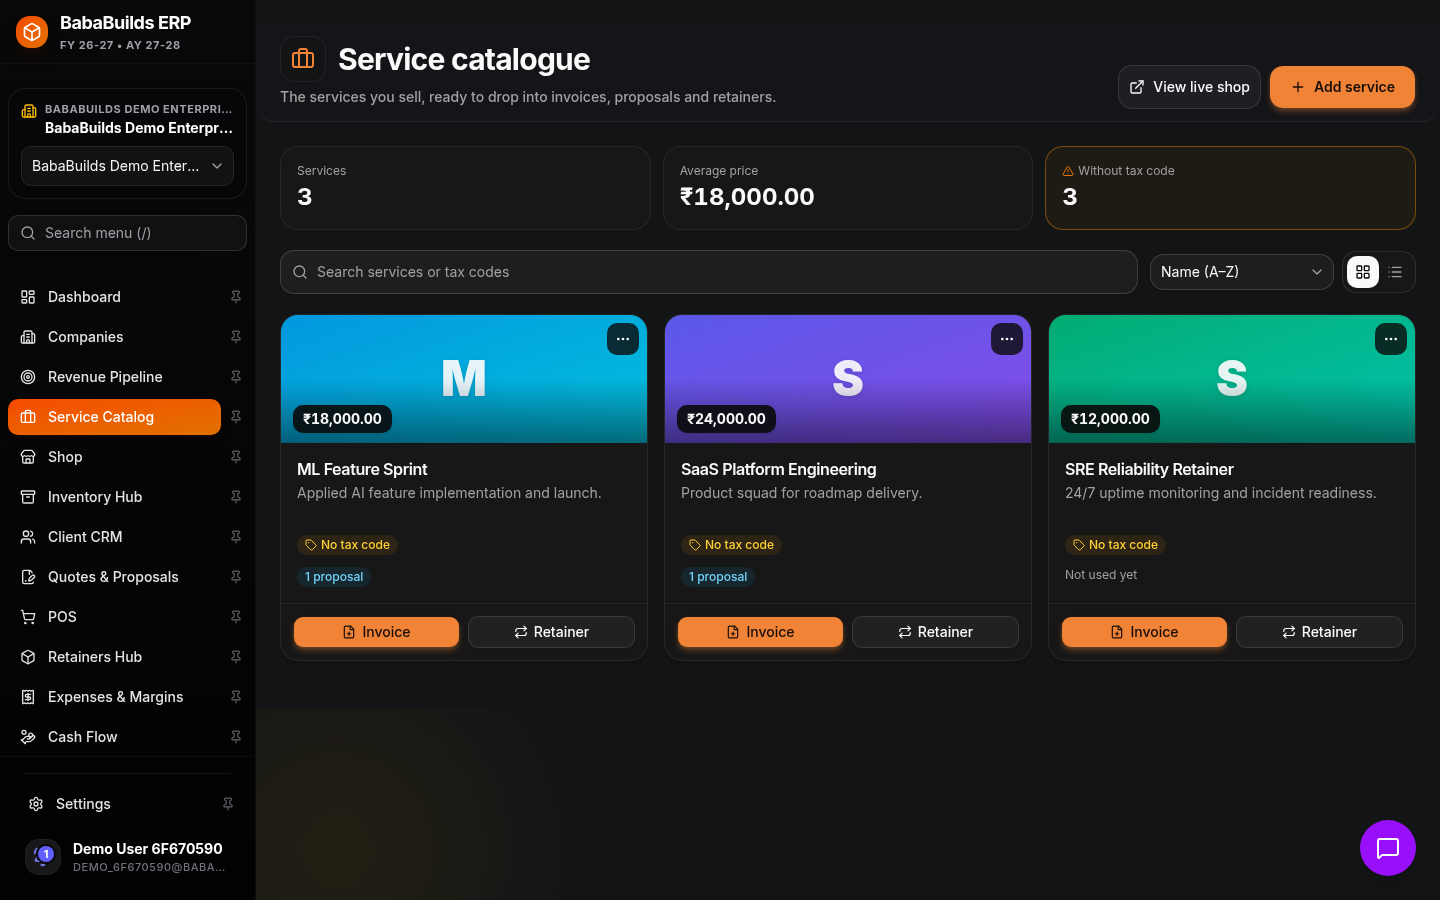 BabaBuilds ERP
FY 26-27 • AY 27-28
BABABUILDS DEMO ENTERPRI...
BabaBuilds Demo Enterpr...
BabaBuilds Demo Enter...
Search menu (/)
Dashboard
Companies
Revenue Pipeline
Service Catalog
Shop
Inventory Hub
Client CRM
Quotes & Proposals
POS
Retainers Hub
Expenses & Margins
Cash Flow
Settings
1
Demo User 6F670590
DEMO_6F670590@BABA...
Service catalogue
The services you sell, ready to drop into invoices, proposals and retainers.
View live shop
Add service
Services
3
Average price
₹18,000.00
Without tax code
3
Search services or tax codes
Name (A–Z)
M
₹18,000.00
ML Feature Sprint
Applied AI feature implementation and launch.
No tax code
1 proposal
Invoice
Retainer
S
₹24,000.00
SaaS Platform Engineering
Product squad for roadmap delivery.
No tax code
1 proposal
Invoice
Retainer
S
₹12,000.00
SRE Reliability Retainer
24/7 uptime monitoring and incident readiness.
No tax code
Not used yet
Invoice
Retainer